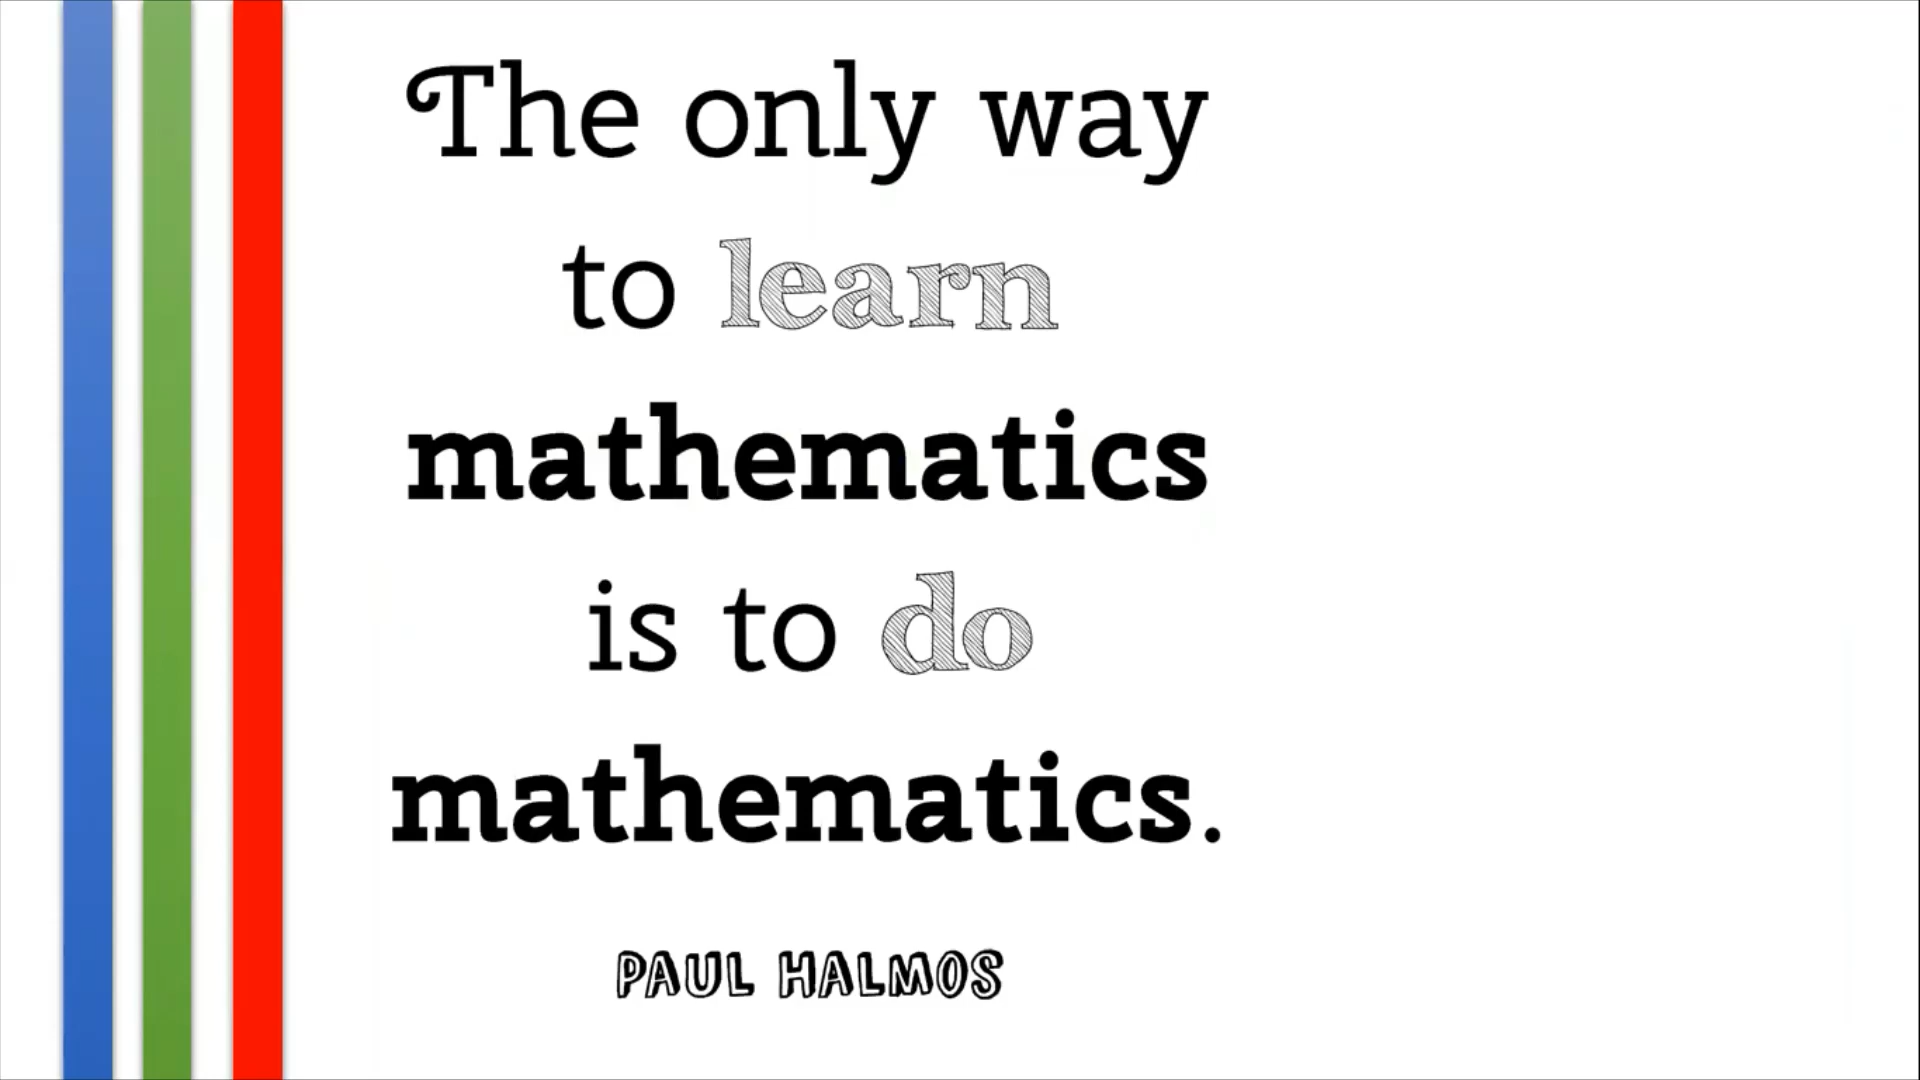 The only way
to learn
mathematics
is to do
mathematics.
PAUL HALMOS